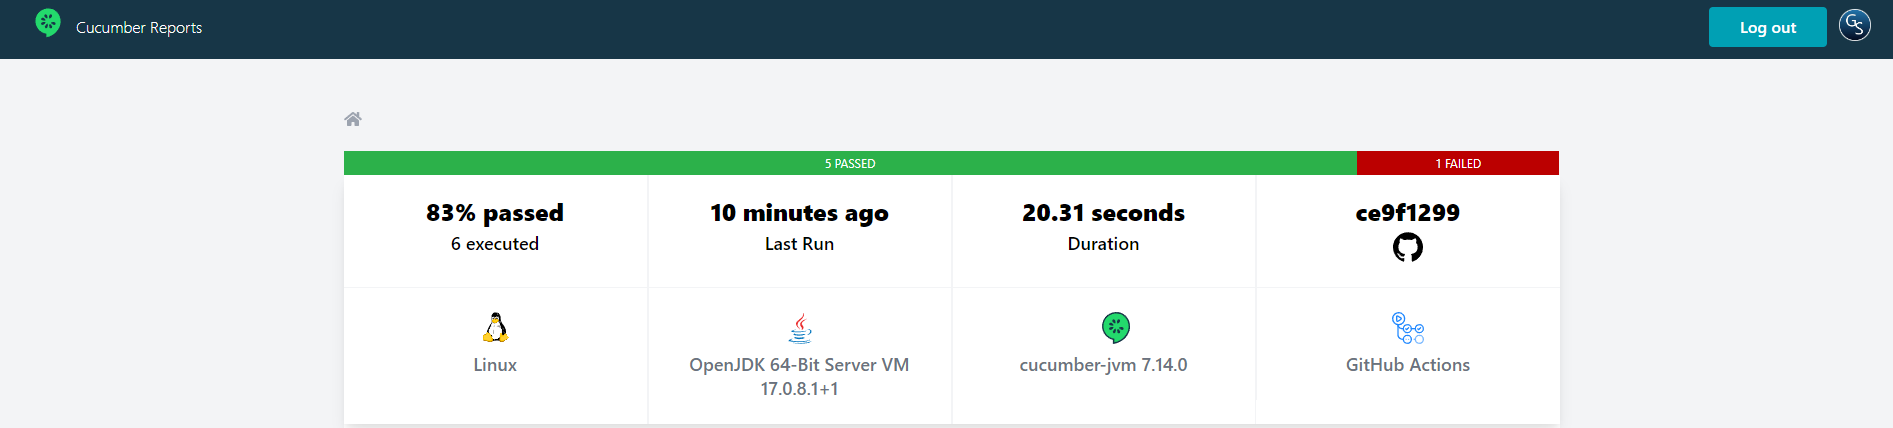 Cucumber Reports
Log out
GS
5 PASSED
1 FAILED
83% passed
6 executed
10 minutes ago
Last Run
20.31 seconds
Duration
ce9f1299
Linux
OpenJDK 64-Bit Server VM
17.0.8.1+1
cucumber-jvm 7.14.0
GitHub Actions